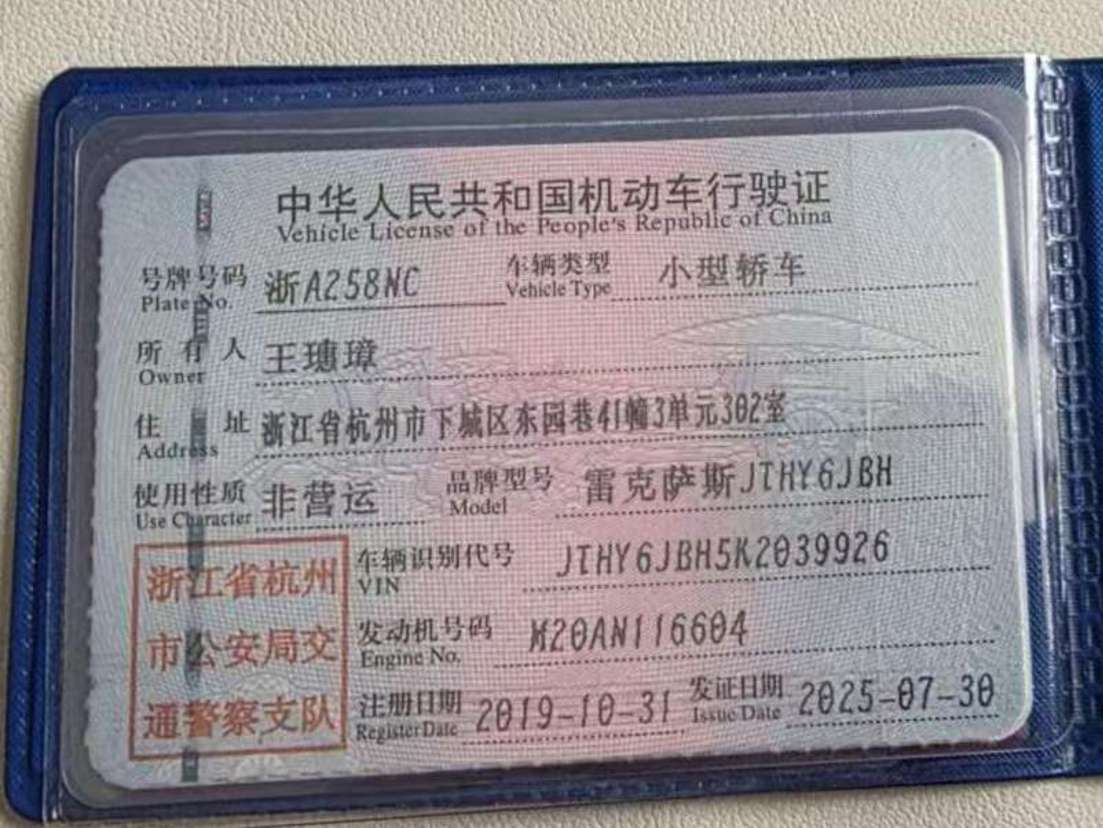 中华人民共和国机动车行驶证
Vehicle License of the People's Republic of China
号牌号码 浙A258NC 车辆类型 小型轿车
Plate No. Vehicle Type
所有人 王璁璋
Owner
住址 浙江省杭州市下城区东园巷41幢3单元302室
Address
使用性质 非营运 品牌型号 雷克萨斯JTHY6JBH
Use Character Model
车辆识别代号 JTHY6JBH5K2039926
VIN
发动机号码 M20AN116604
Engine No.
注册日期 2019-10-31 发证日期 2025-07-30
Register Date Issue Date
浙江省杭州
市公安局交
通警察支队